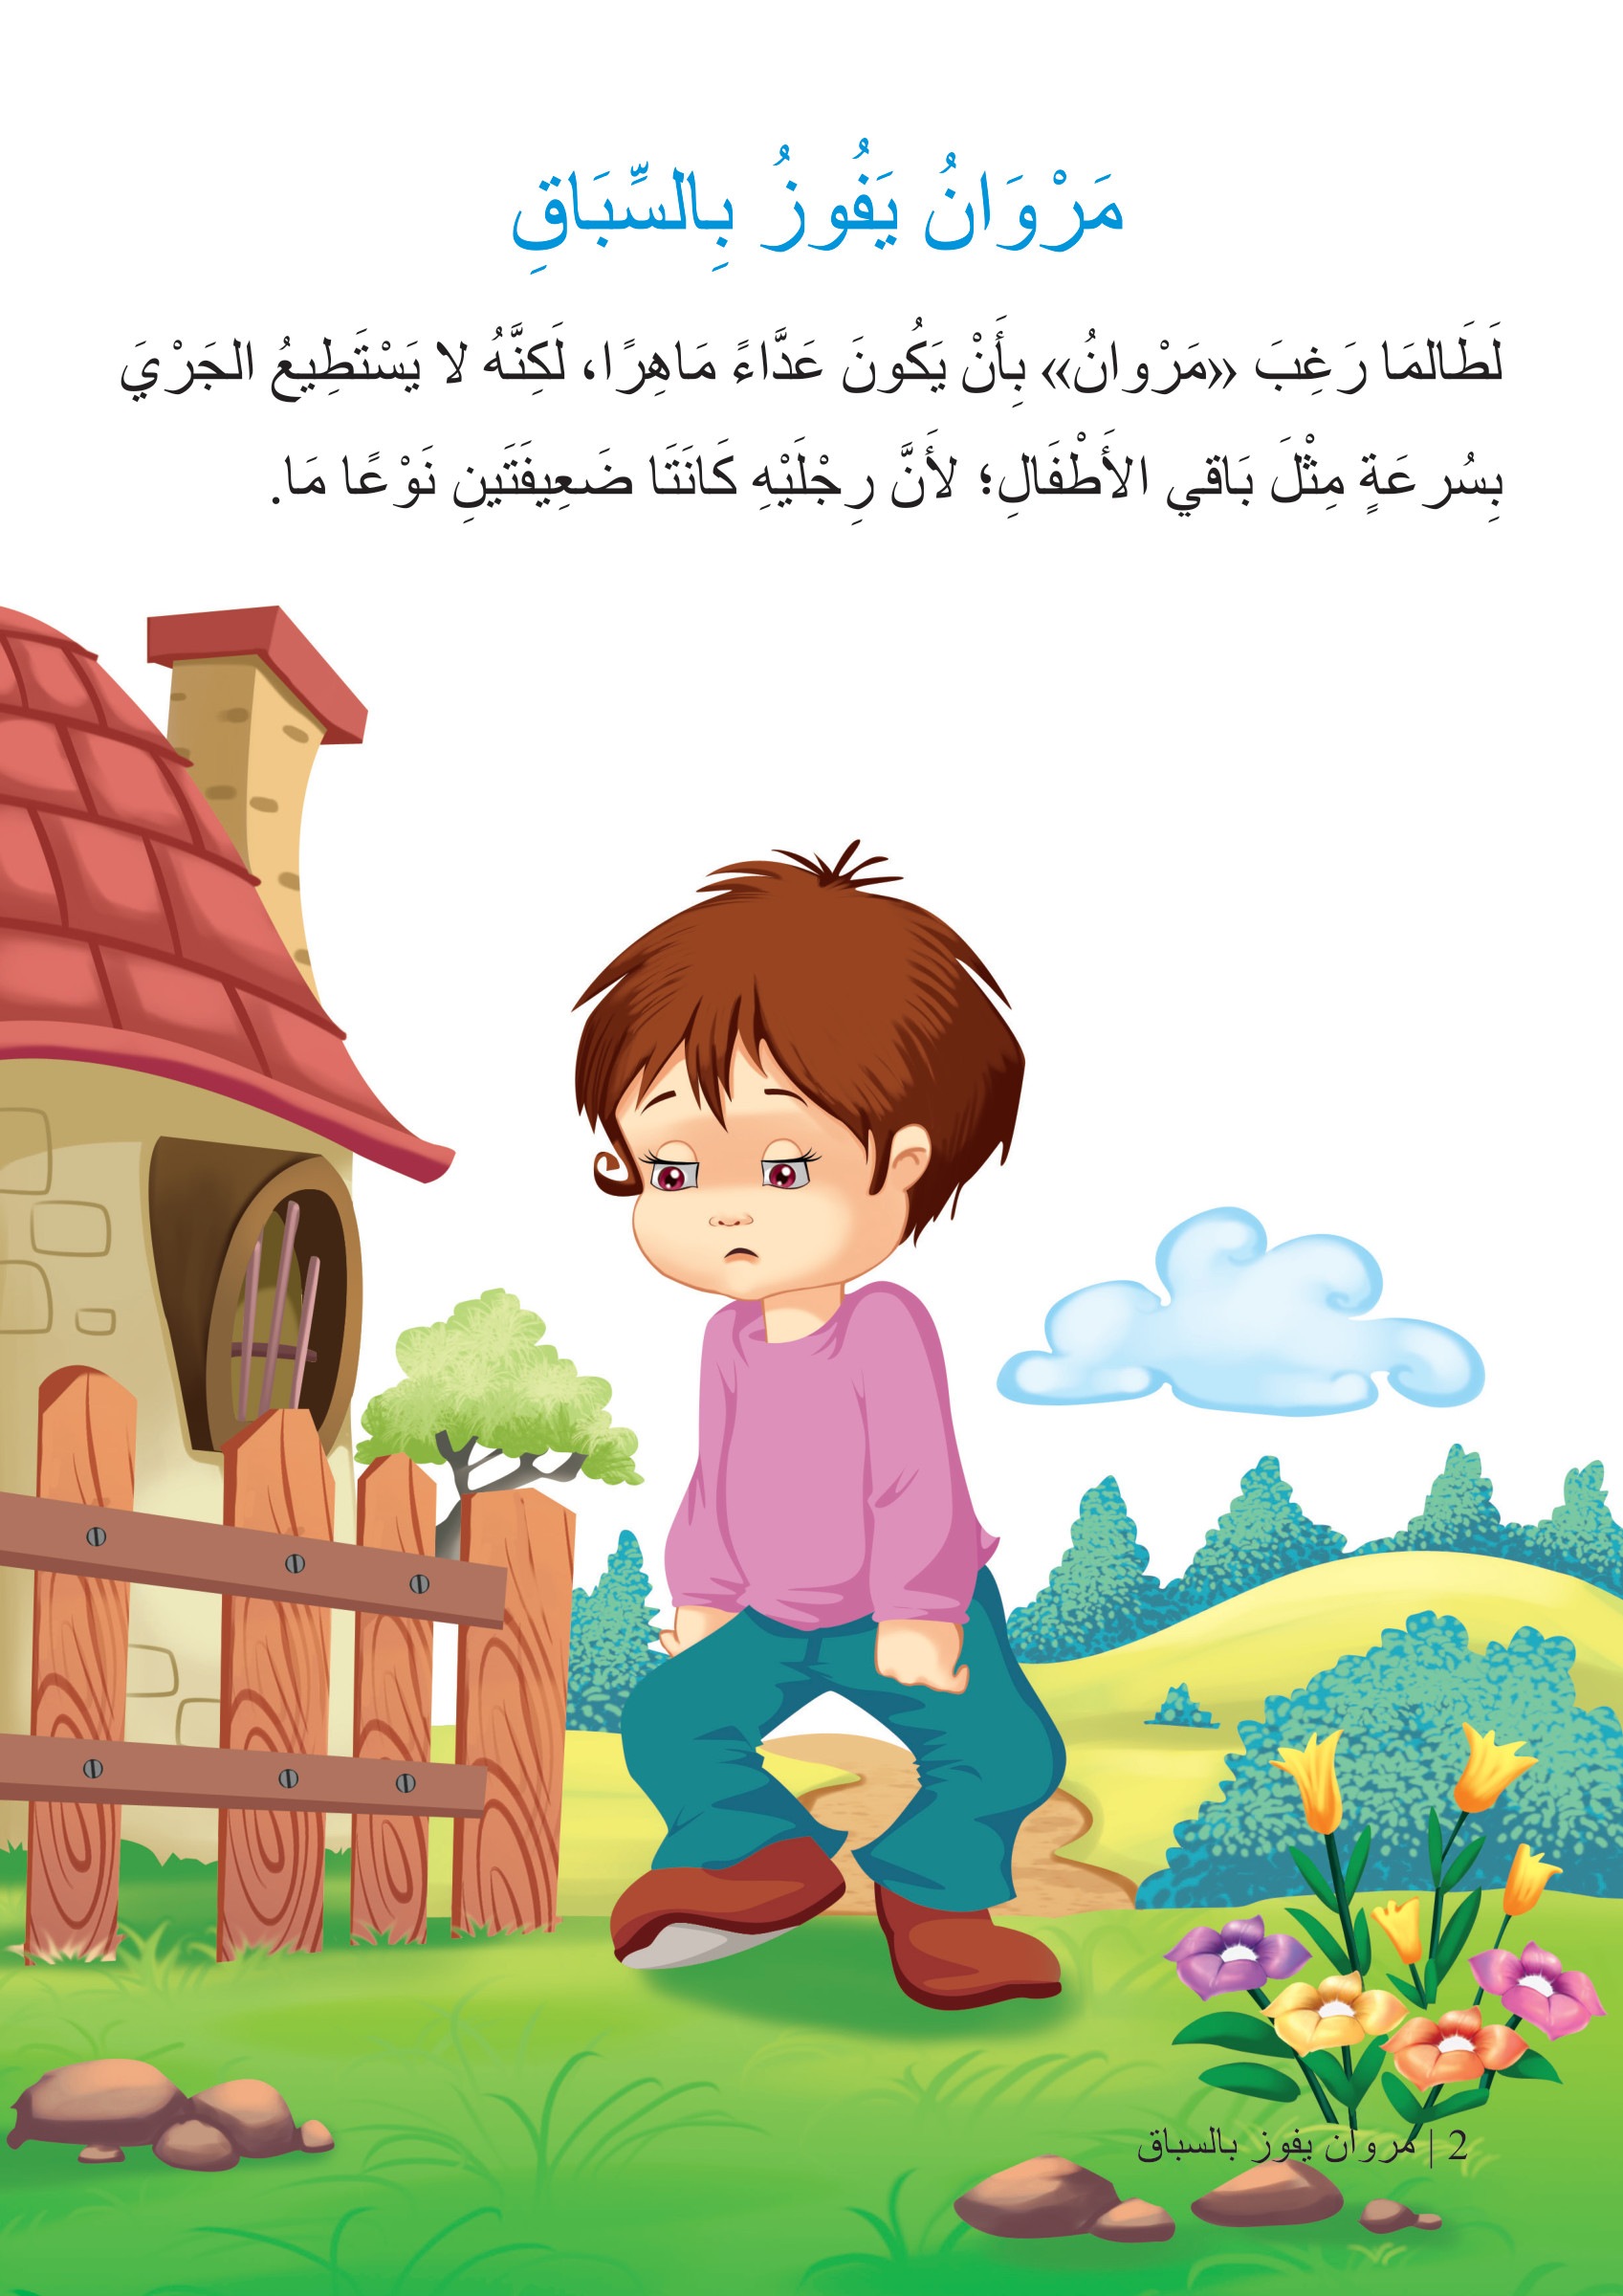 مَرْوَانُ يَفُوزُ بِالسِّبَاقِ
لَطَالمَا رَغِبَ «مَرْوانُ» بِأَنْ يَكُونَ عَدَّاءً مَاهِرًا، لَكِنَّهُ لا يَسْتَطِيعُ الجَرْيَ
بِسُرعَةٍ مِثْلَ بَاقي الأَطْفَالِ؛ لأَنَّ رِجْلَيْهِ كَانَتَا ضَعِيفَتَينِ نَوْعًا مَا.
2 | مروان يفوز بالسباق